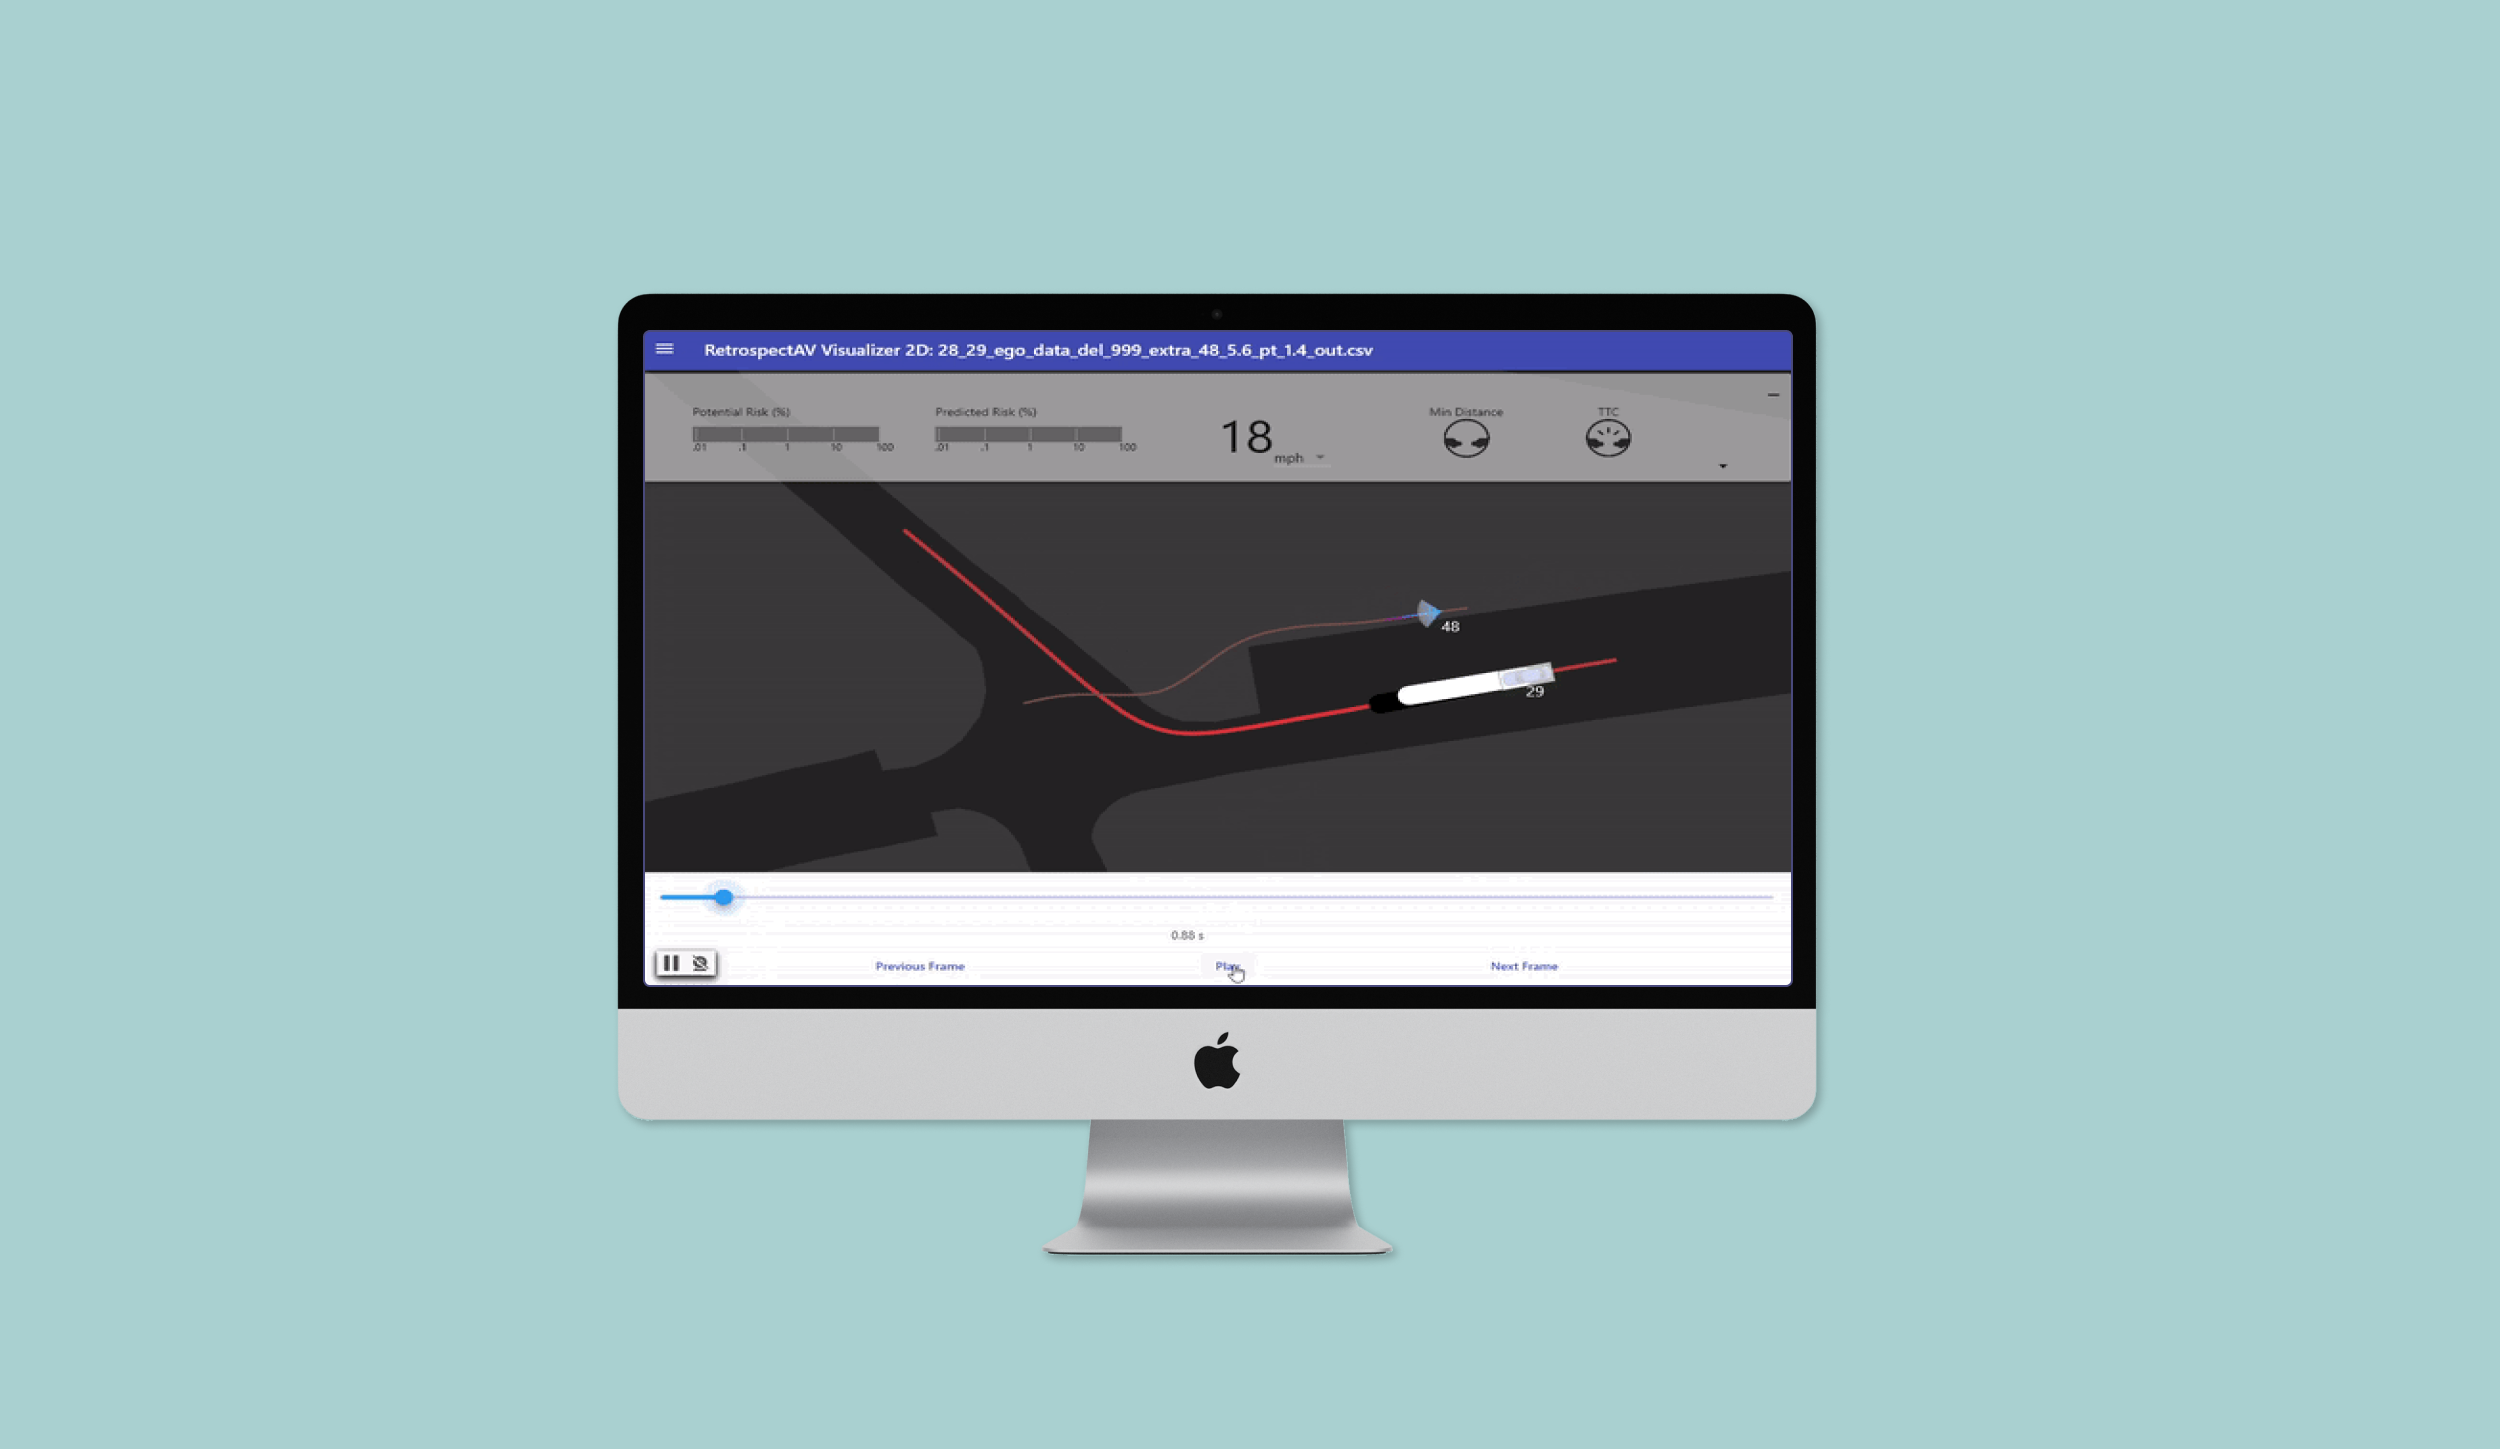 RetrospectAV Visualizer 2D: 28_29_ego_data_del_999_extra_48_5.6_pt_1.4_out.csv
Potential Risk (%)
.01 .1 1 10 100
Predicted Risk (%)
.01 .1 1 10 100
18 mph
Min Distance
TTC
48
29
0.88 s
Previous Frame
Play
Next Frame